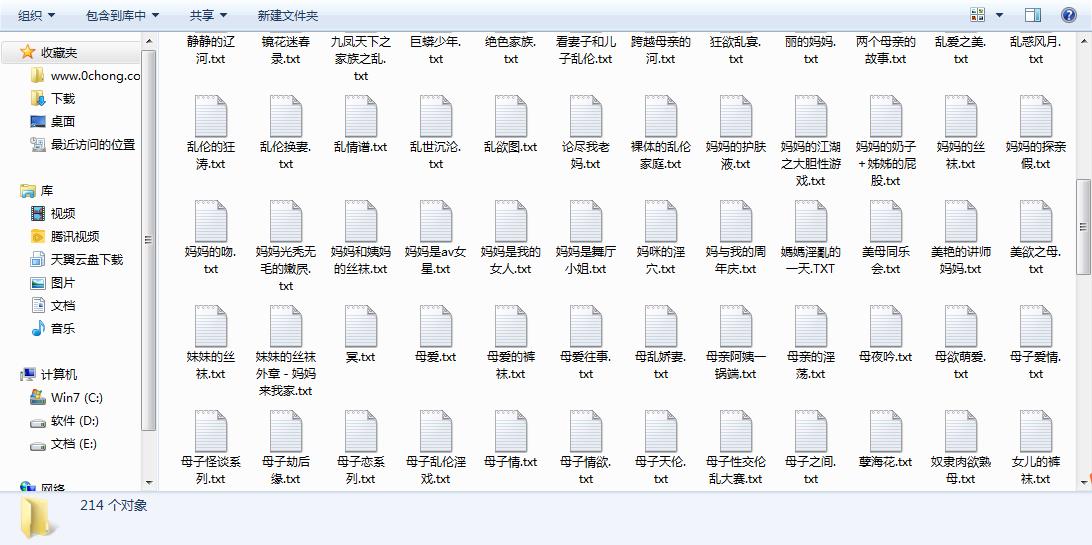 组织
包含到库中
共享
新建文件夹
收藏夹
www.0chong.co
下载
桌面
最近访问的位置
库
视频
腾讯视频
天翼云盘下载
图片
文档
音乐
计算机
Win7 (C:)
软件 (D:)
文档 (E:)
网络
静静的辽
河.txt
镜花迷春
录.txt
九凤天下之
家族之乱.
txt
巨蟒少年.
txt
绝色家族.
txt
看妻子和儿
子乱伦.txt
跨越母亲的
河.txt
狂欲乱宴.
txt
丽的妈妈.
txt
两个母亲的
故事.txt
乱爱之美.
txt
乱惑风月.
txt
乱伦的狂
涛.txt
乱伦换妻.
txt
乱情谱.txt
乱世沉沦.
txt
乱欲图.txt
论尽我老
妈.txt
裸体的乱伦
家庭.txt
妈妈的护肤
液.txt
妈妈的江湖
之大胆性游
戏.txt
妈妈的奶子
+姊姊的屁
股.txt
妈妈的丝
袜.txt
妈妈的探亲
假.txt
妈妈的吻.
txt
妈妈光秃无
毛的嫩屄.
txt
妈妈和姨妈
的丝袜.txt
妈妈是av女
星.txt
妈妈是我的
女人.txt
妈妈是舞厅
小姐.txt
妈咪的淫
穴.txt
妈与我的周
年庆.txt
媽媽淫亂的
一天.TXT
美母同乐
会.txt
美艳的讲师
妈妈.txt
美欲之母.
txt
妹妹的丝
袜.txt
妹妹的丝袜
外章 - 妈妈
来我家.txt
冥.txt
母爱.txt
母爱的裤
袜.txt
母爱往事.
txt
母乱娇妻.
txt
母亲阿姨一
锅端.txt
母亲的淫
荡.txt
母夜吟.txt
母欲萌爱.
txt
母子爱情.
txt
母子怪谈系
列.txt
母子劫后
缘.txt
母子恋系
列.txt
母子乱伦淫
戏.txt
母子情.txt
母子情欲.
txt
母子天伦.
txt
母子性交伦
乱大赛.txt
母子之间.
txt
孽海花.txt
奴隶肉欲熟
母.txt
女儿的裤
袜.txt
214 个对象